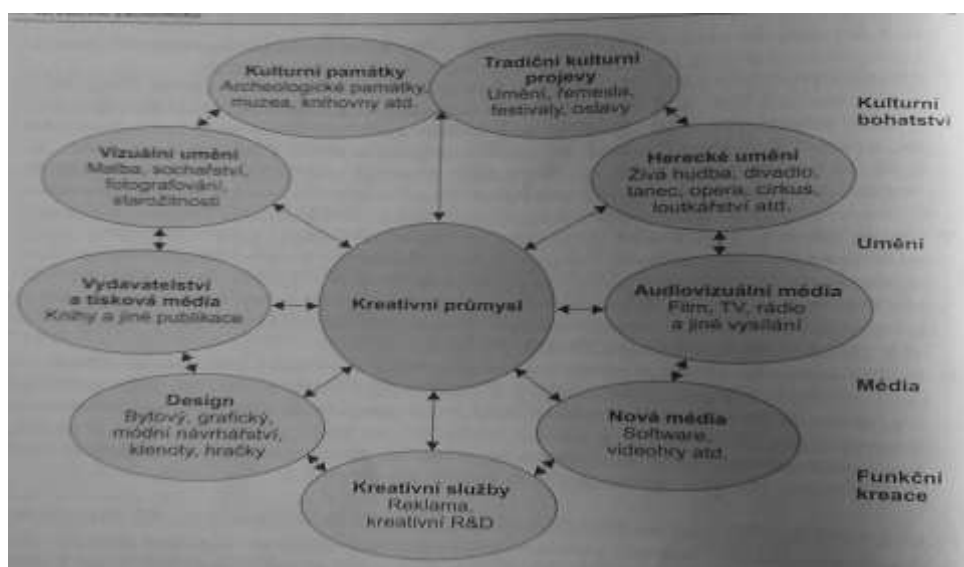 Kulturní památky
Archeologické památky,
muzea, knihovny atd.
Tradiční kulturní
projevy
Umění, řemesla,
festivaly, oslavy
Kulturní
bohatství
Vizuální umění
Malba, sochařství,
fotografování,
starožitnosti
Herecké umění
Živá hudba, divadlo,
tanec, opera, cirkus,
loutkářství atd.
Umění
Vydavatelství
a tisková média
Knihy a jiné publikace
Kreativní průmysl
Audiovizuální média
Film, TV, rádio
a jiné vysílání
Média
Design
Bytový, grafický,
módní návrhářství,
klenoty, hračky
Nová média
Software,
videohry atd.
Kreativní služby
Reklama,
kreativní R&D
Funkční
kreace